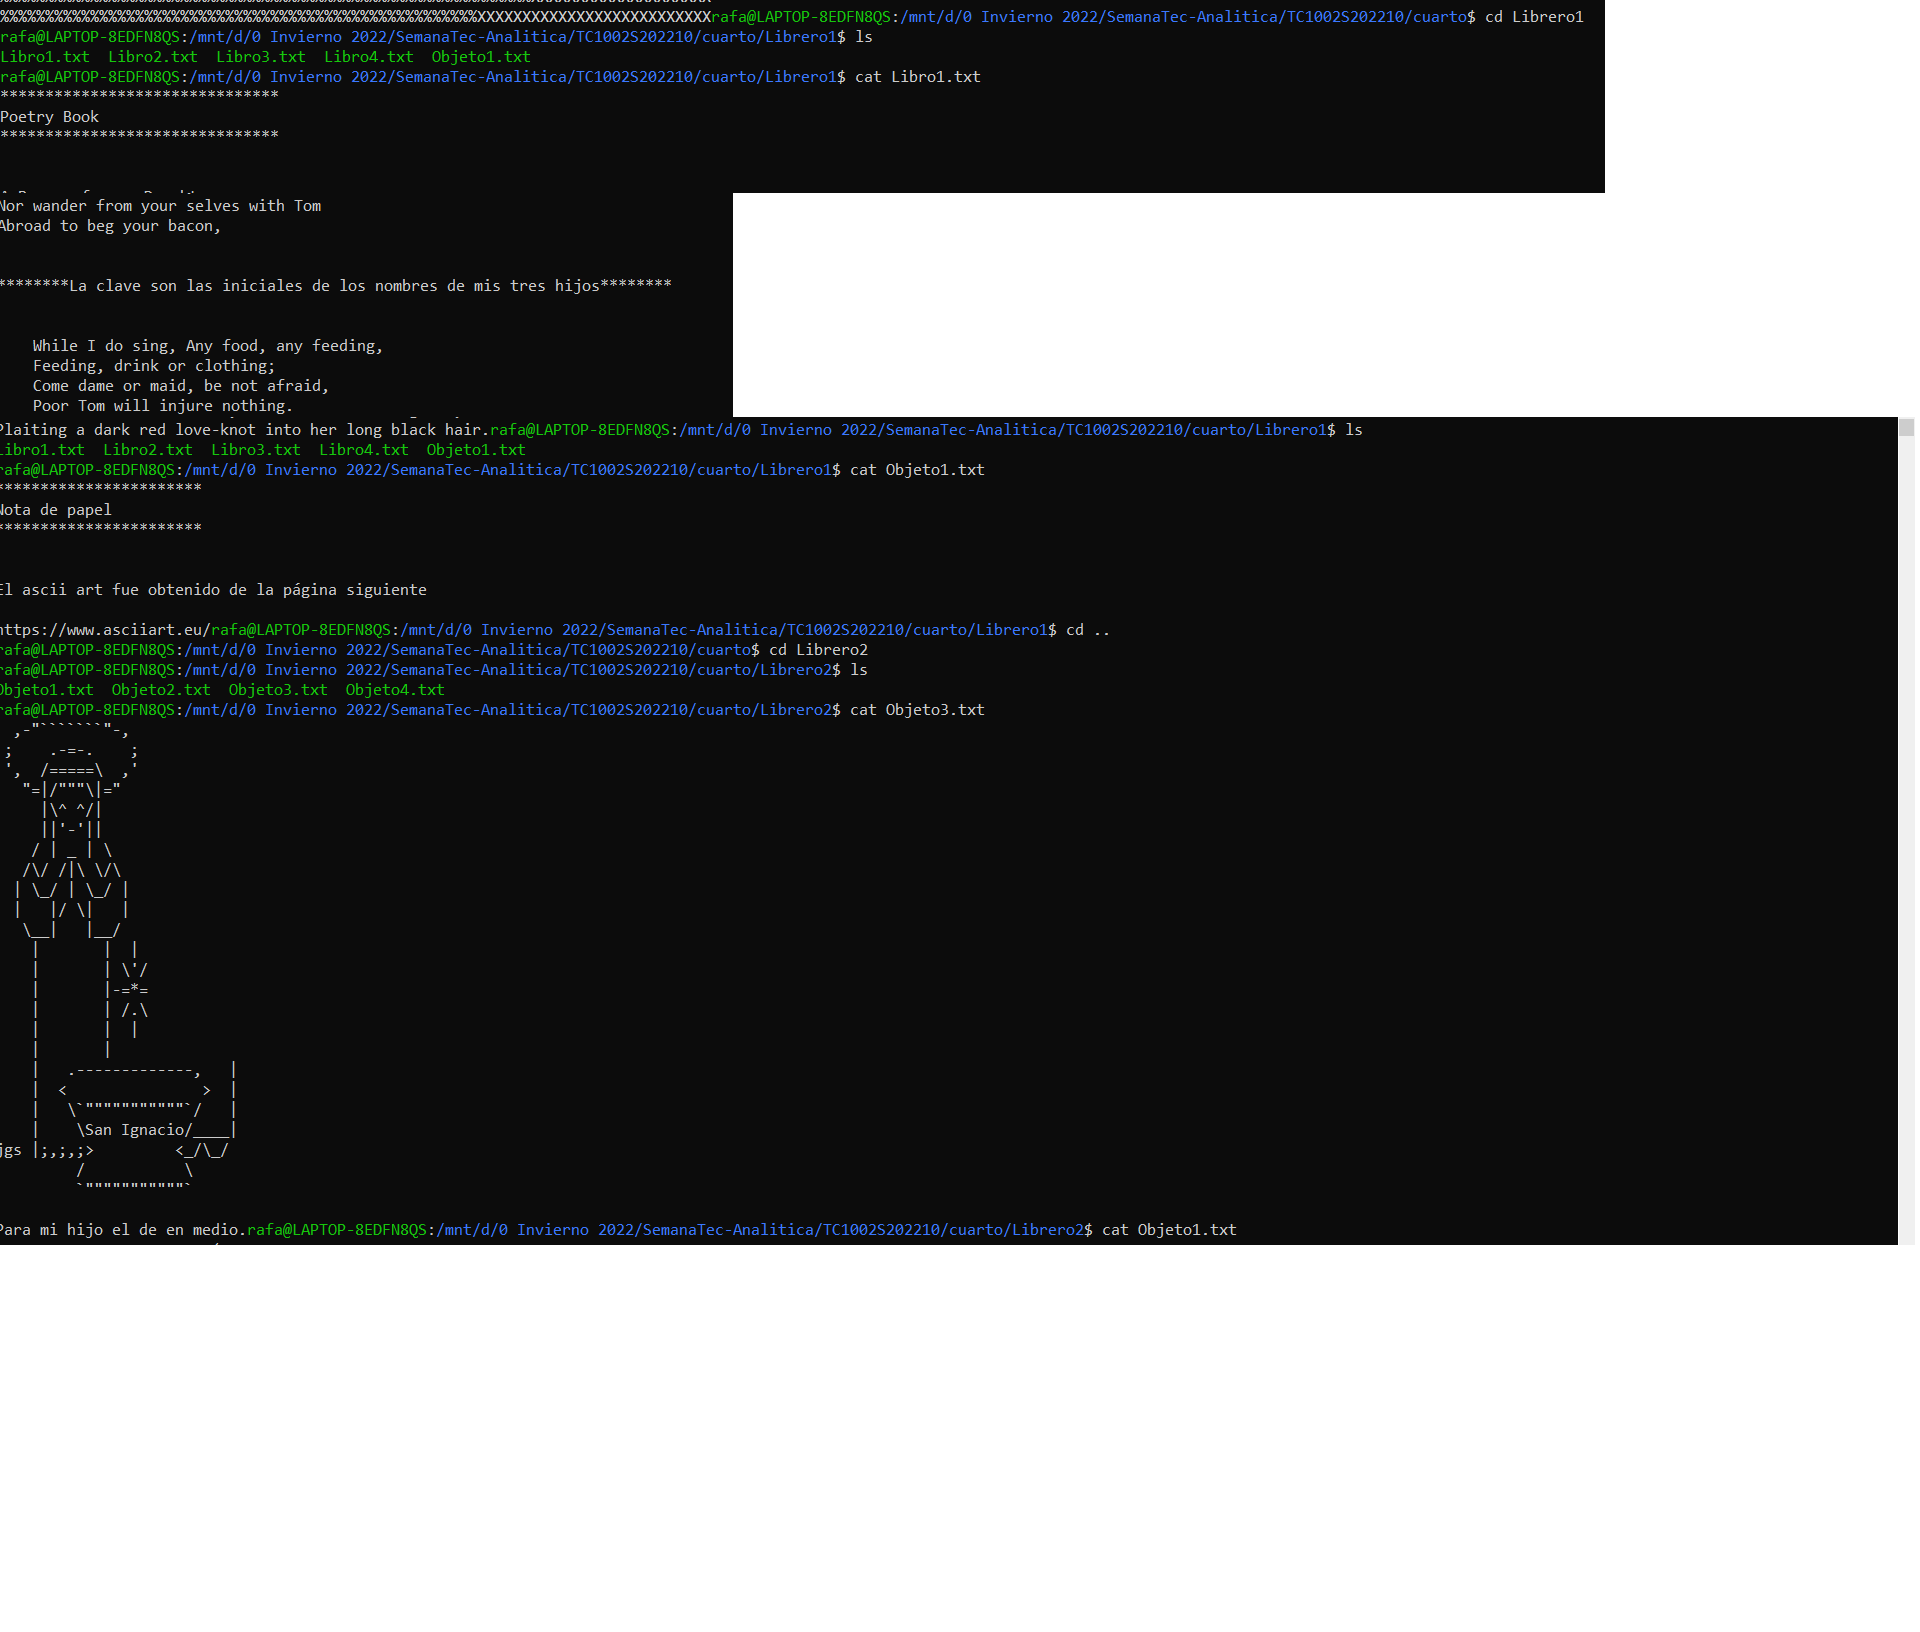 %%%%%%%%%%%%%%%%%%%%%%%%%%%%%%%%%%%%%%%%%%%%%%%%%%%%%XXXXXXXXXXXXXXXXXXXXXXXXXXrafa@LAPTOP-8EDFN8QS:/mnt/d/0 Invierno 2022/SemanaTec-Analitica/TC1002S202210/cuarto$ cd Librero1
rafa@LAPTOP-8EDFN8QS:/mnt/d/0 Invierno 2022/SemanaTec-Analitica/TC1002S202210/cuarto/Librero1$ ls
Libro1.txt  Libro2.txt  Libro3.txt  Libro4.txt  Objeto1.txt
rafa@LAPTOP-8EDFN8QS:/mnt/d/0 Invierno 2022/SemanaTec-Analitica/TC1002S202210/cuarto/Librero1$ cat Libro1.txt
*******************************
Poetry Book
*******************************
Nor wander from your selves with Tom
Abroad to beg your bacon,
********La clave son las iniciales de los nombres de mis tres hijos********
While I do sing, Any food, any feeding,
Feeding, drink or clothing;
Come dame or maid, be not afraid,
Poor Tom will injure nothing.
Plaiting a dark red love-knot into her long black hair.rafa@LAPTOP-8EDFN8QS:/mnt/d/0 Invierno 2022/SemanaTec-Analitica/TC1002S202210/cuarto/Librero1$ ls
Libro1.txt  Libro2.txt  Libro3.txt  Libro4.txt  Objeto1.txt
rafa@LAPTOP-8EDFN8QS:/mnt/d/0 Invierno 2022/SemanaTec-Analitica/TC1002S202210/cuarto/Librero1$ cat Objeto1.txt
***********************
Nota de papel
***********************
El ascii art fue obtenido de la página siguiente
https://www.asciiart.eu/rafa@LAPTOP-8EDFN8QS:/mnt/d/0 Invierno 2022/SemanaTec-Analitica/TC1002S202210/cuarto/Librero1$ cd ..
rafa@LAPTOP-8EDFN8QS:/mnt/d/0 Invierno 2022/SemanaTec-Analitica/TC1002S202210/cuarto$ cd Librero2
rafa@LAPTOP-8EDFN8QS:/mnt/d/0 Invierno 2022/SemanaTec-Analitica/TC1002S202210/cuarto/Librero2$ ls
Objeto1.txt  Objeto2.txt  Objeto3.txt  Objeto4.txt
rafa@LAPTOP-8EDFN8QS:/mnt/d/0 Invierno 2022/SemanaTec-Analitica/TC1002S202210/cuarto/Librero2$ cat Objeto3.txt
San Ignacio
jgs
Para mi hijo el de en medio.rafa@LAPTOP-8EDFN8QS:/mnt/d/0 Invierno 2022/SemanaTec-Analitica/TC1002S202210/cuarto/Librero2$ cat Objeto1.txt